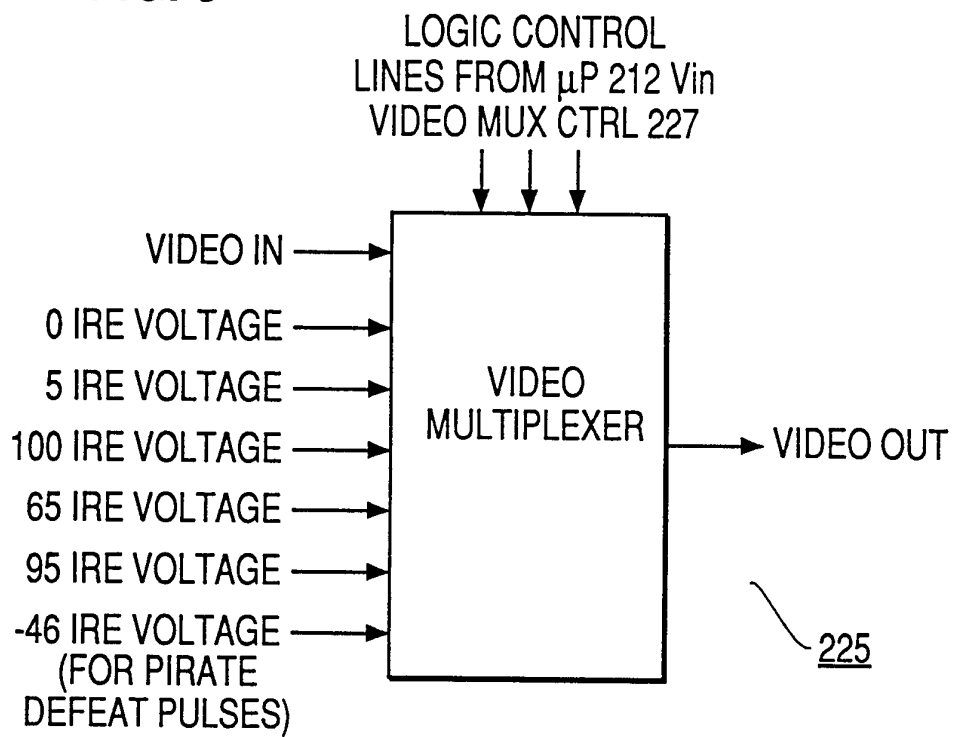 LOGIC CONTROL
LINES FROM µP 212 Vin
VIDEO MUX CTRL 227
VIDEO IN
0 IRE VOLTAGE
5 IRE VOLTAGE
100 IRE VOLTAGE
65 IRE VOLTAGE
95 IRE VOLTAGE
-46 IRE VOLTAGE
(FOR PIRATE
DEFEAT PULSES)
VIDEO
MULTIPLEXER
VIDEO OUT
225